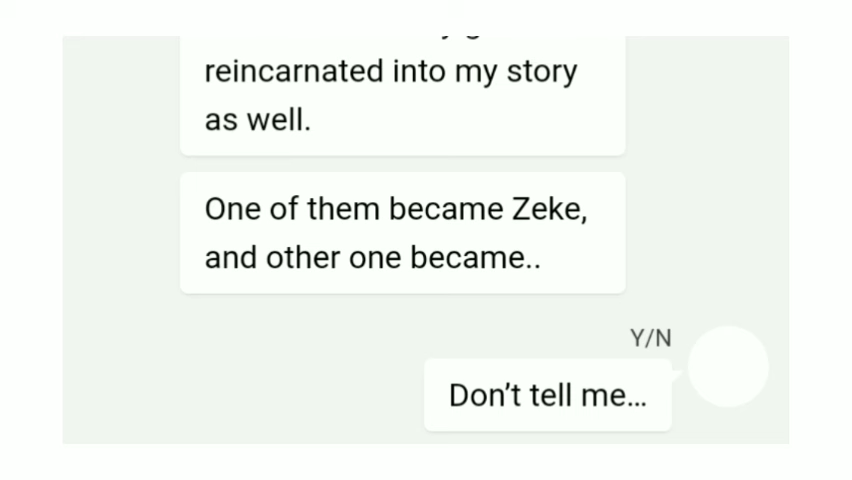 reincarnated into my story
as well.
One of them became Zeke,
and other one became..
Y/N
Don't tell me...